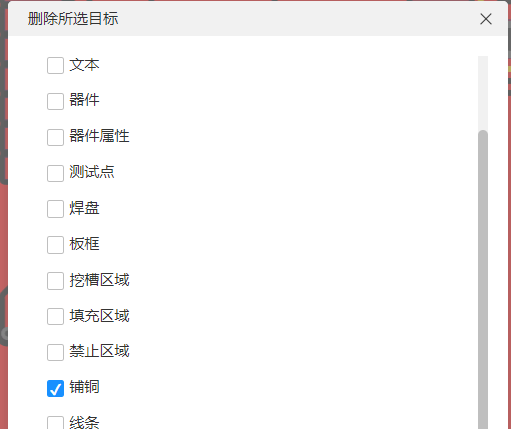 删除所选目标
文本
器件
器件属性
测试点
焊盘
板框
挖槽区域
填充区域
禁止区域
铺铜
线条